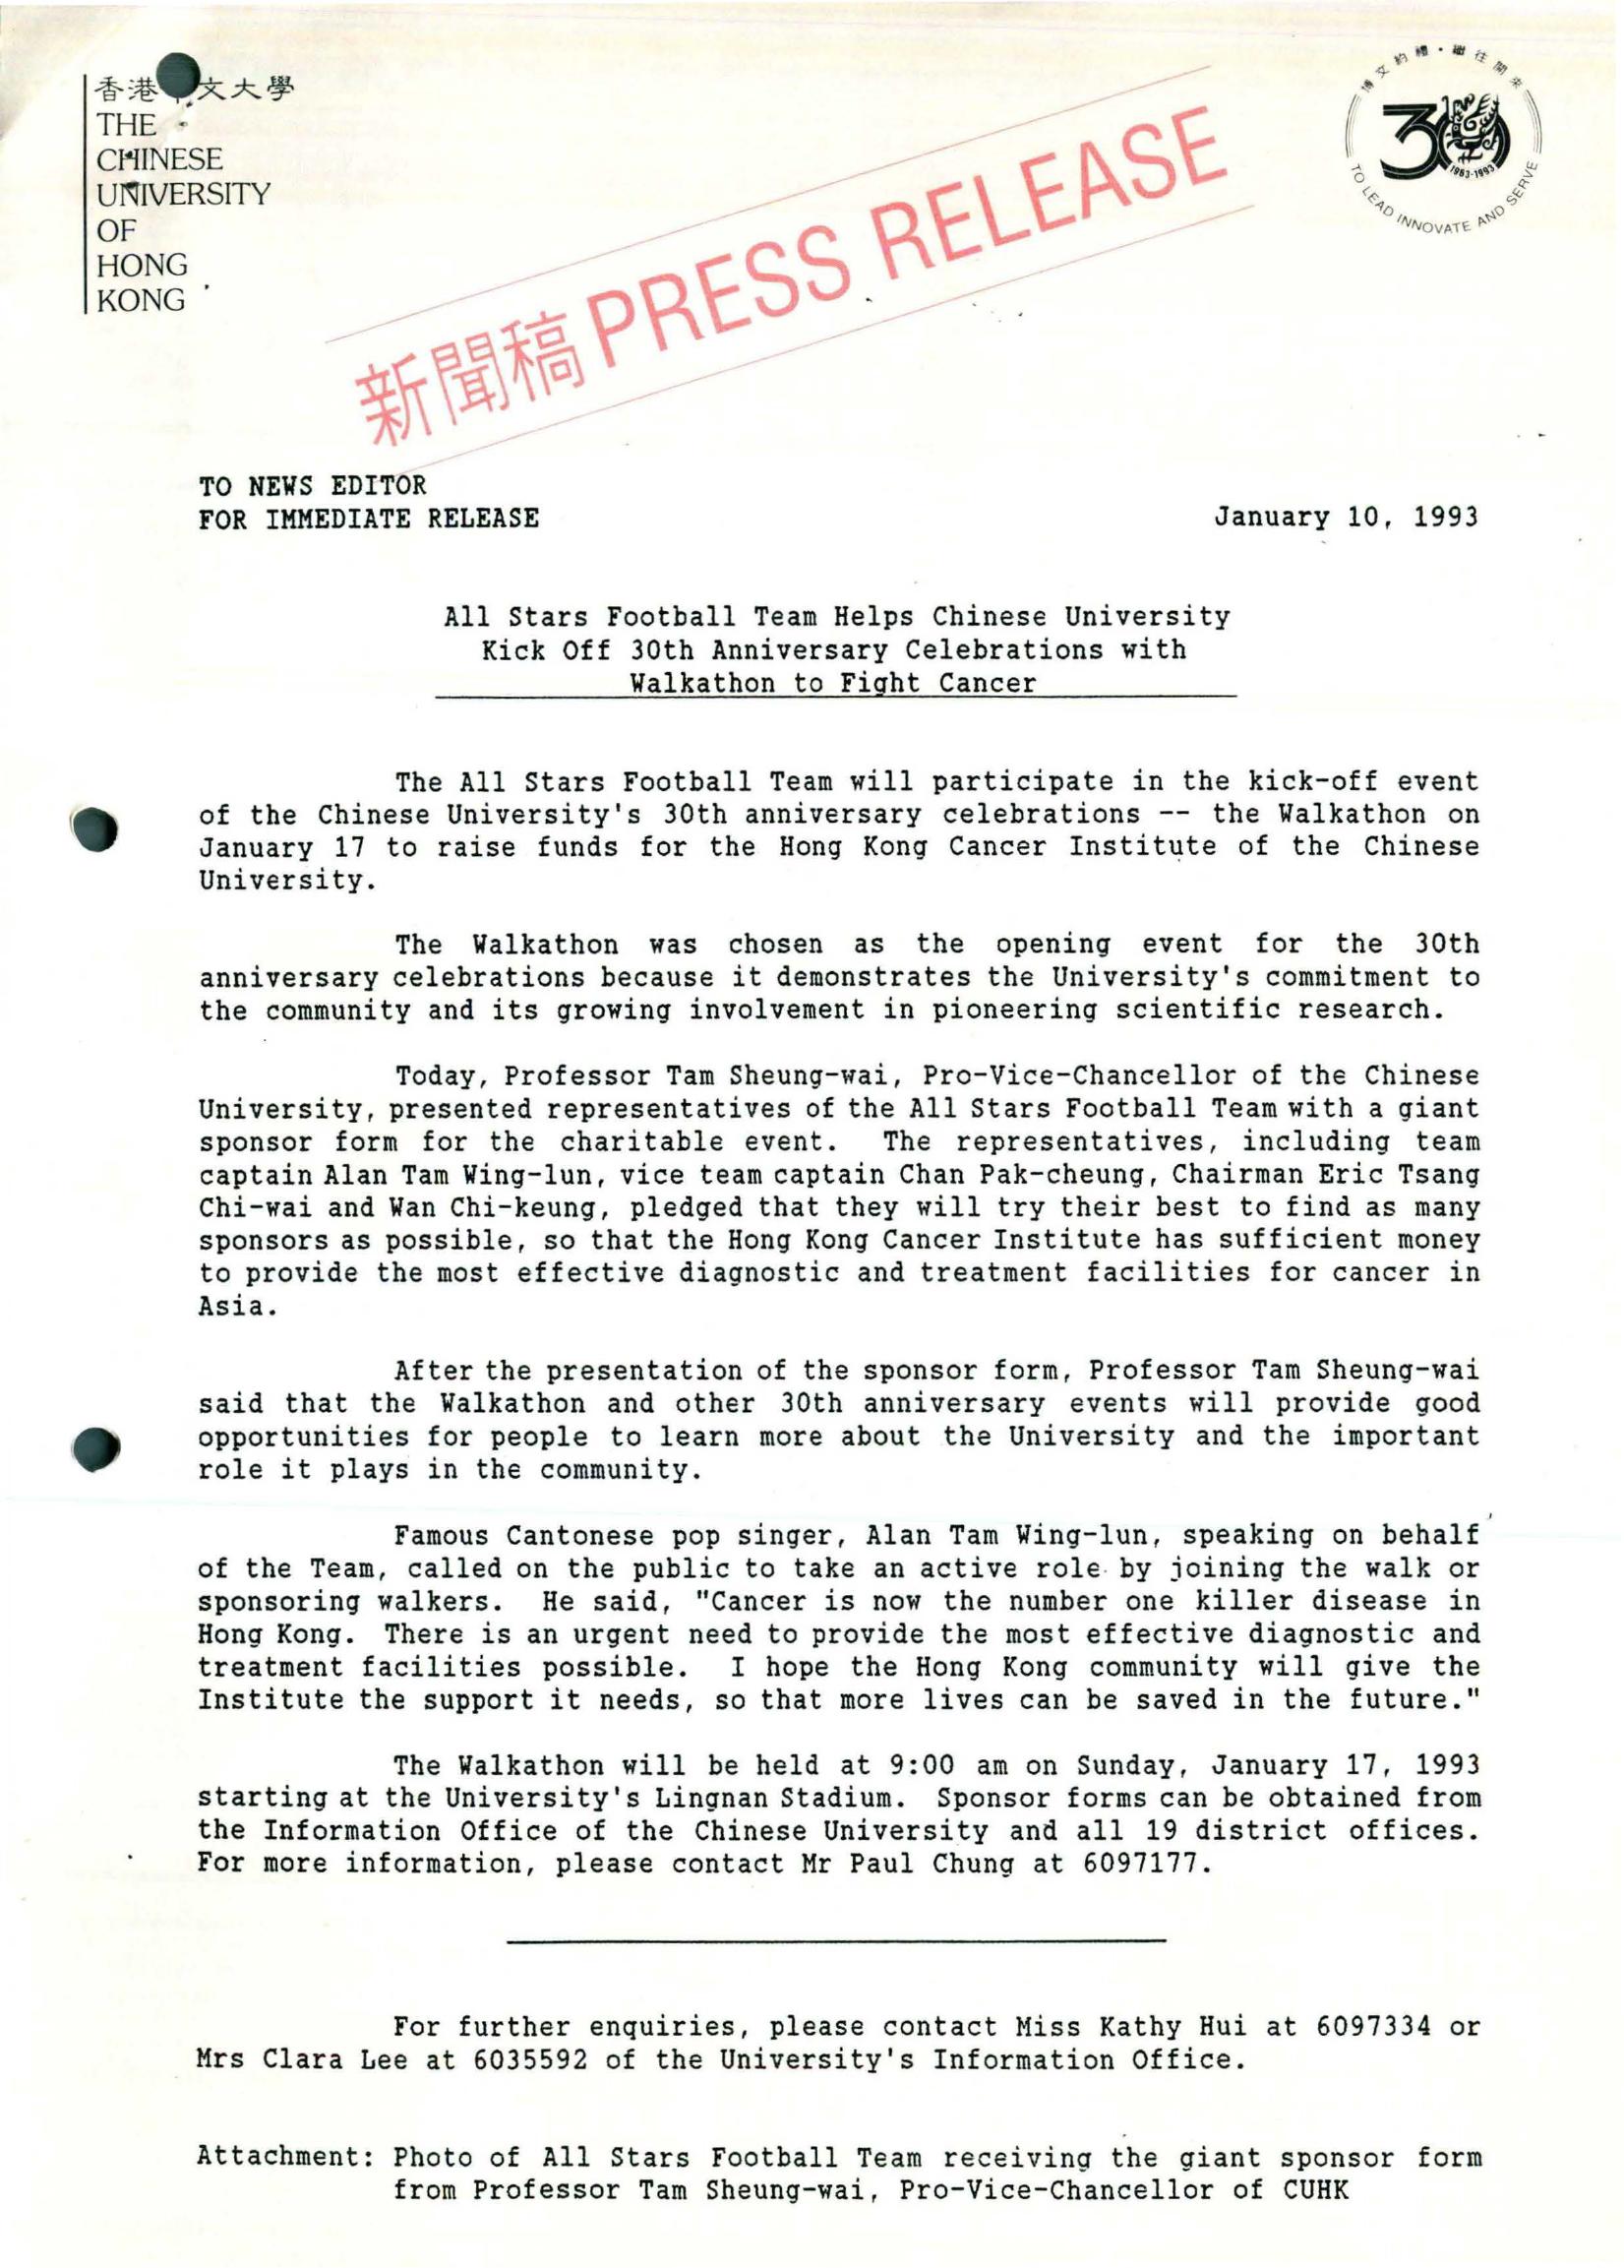 香港文大學
THE
CHINESE
UNIVERSITY
OF
HONG
KONG
新聞稿 PRESS RELEASE
博文約禮·繼往開來
30
1963-1993
TO LEAD INNOVATE AND SERVE
TO NEWS EDITOR
FOR IMMEDIATE RELEASE
January 10, 1993
All Stars Football Team Helps Chinese University
Kick Off 30th Anniversary Celebrations with
Walkathon to Fight Cancer
The All Stars Football Team will participate in the kick-off event
of the Chinese University's 30th anniversary celebrations -- the Walkathon on
January 17 to raise funds for the Hong Kong Cancer Institute of the Chinese
University.
The Walkathon was chosen as the opening event for the 30th
anniversary celebrations because it demonstrates the University's commitment to
the community and its growing involvement in pioneering scientific research.
Today, Professor Tam Sheung-wai, Pro-Vice-Chancellor of the Chinese
University, presented representatives of the All Stars Football Team with a giant
sponsor form for the charitable event. The representatives, including team
captain Alan Tam Wing-lun, vice team captain Chan Pak-cheung, Chairman Eric Tsang
Chi-wai and Wan Chi-keung, pledged that they will try their best to find as many
sponsors as possible, so that the Hong Kong Cancer Institute has sufficient money
to provide the most effective diagnostic and treatment facilities for cancer in
Asia.
After the presentation of the sponsor form, Professor Tam Sheung-wai
said that the Walkathon and other 30th anniversary events will provide good
opportunities for people to learn more about the University and the important
role it plays in the community.
Famous Cantonese pop singer, Alan Tam Wing-lun, speaking on behalf
of the Team, called on the public to take an active role by joining the walk or
sponsoring walkers. He said, "Cancer is now the number one killer disease in
Hong Kong. There is an urgent need to provide the most effective diagnostic and
treatment facilities possible. I hope the Hong Kong community will give the
Institute the support it needs, so that more lives can be saved in the future."
The Walkathon will be held at 9:00 am on Sunday, January 17, 1993
starting at the University's Lingnan Stadium. Sponsor forms can be obtained from
the Information Office of the Chinese University and all 19 district offices.
For more information, please contact Mr Paul Chung at 6097177.
For further enquiries, please contact Miss Kathy Hui at 6097334 or
Mrs Clara Lee at 6035592 of the University's Information Office.
Attachment: Photo of All Stars Football Team receiving the giant sponsor form
from Professor Tam Sheung-wai, Pro-Vice-Chancellor of CUHK